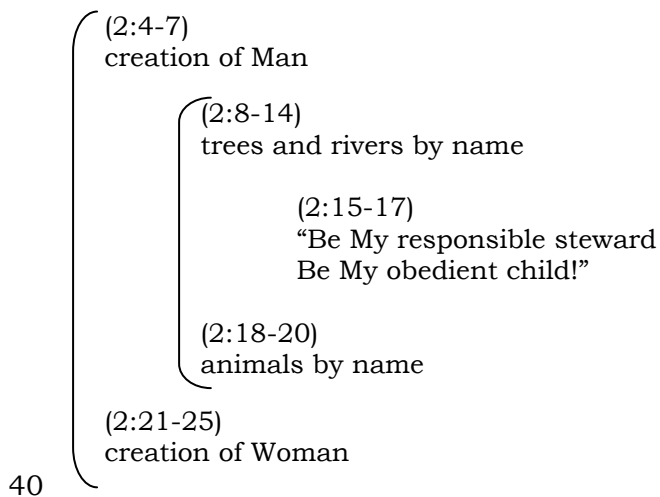 (2:4-7)
creation of Man
(2:8-14)
trees and rivers by name
(2:15-17)
“Be My responsible steward
Be My obedient child!”
(2:18-20)
animals by name
(2:21-25)
creation of Woman
40